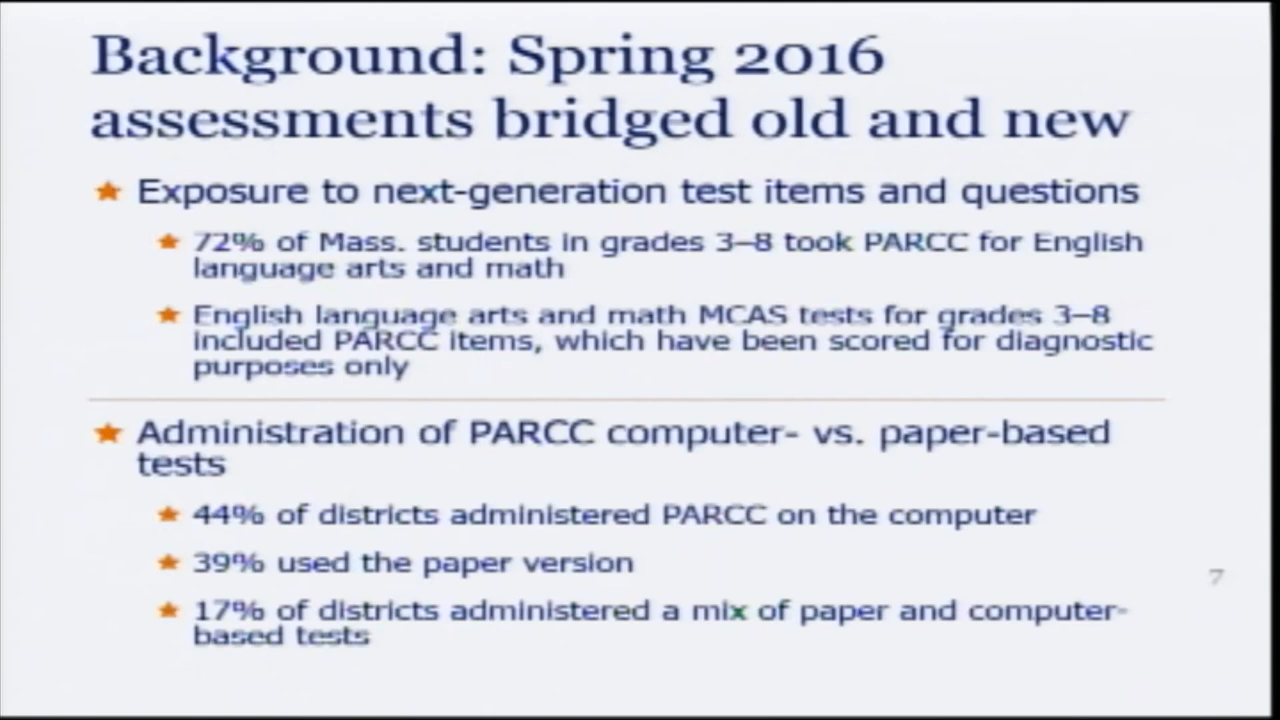 Background: Spring 2016
assessments bridged old and new
Exposure to next-generation test items and questions
72% of Mass. students in grades 3–8 took PARCC for English
language arts and math
English language arts and math MCAS tests for grades 3–8
included PARCC items, which have been scored for diagnostic
purposes only
Administration of PARCC computer- vs. paper-based
tests
44% of districts administered PARCC on the computer
39% used the paper version
7
17% of districts administered a mix of paper and computer-
based tests